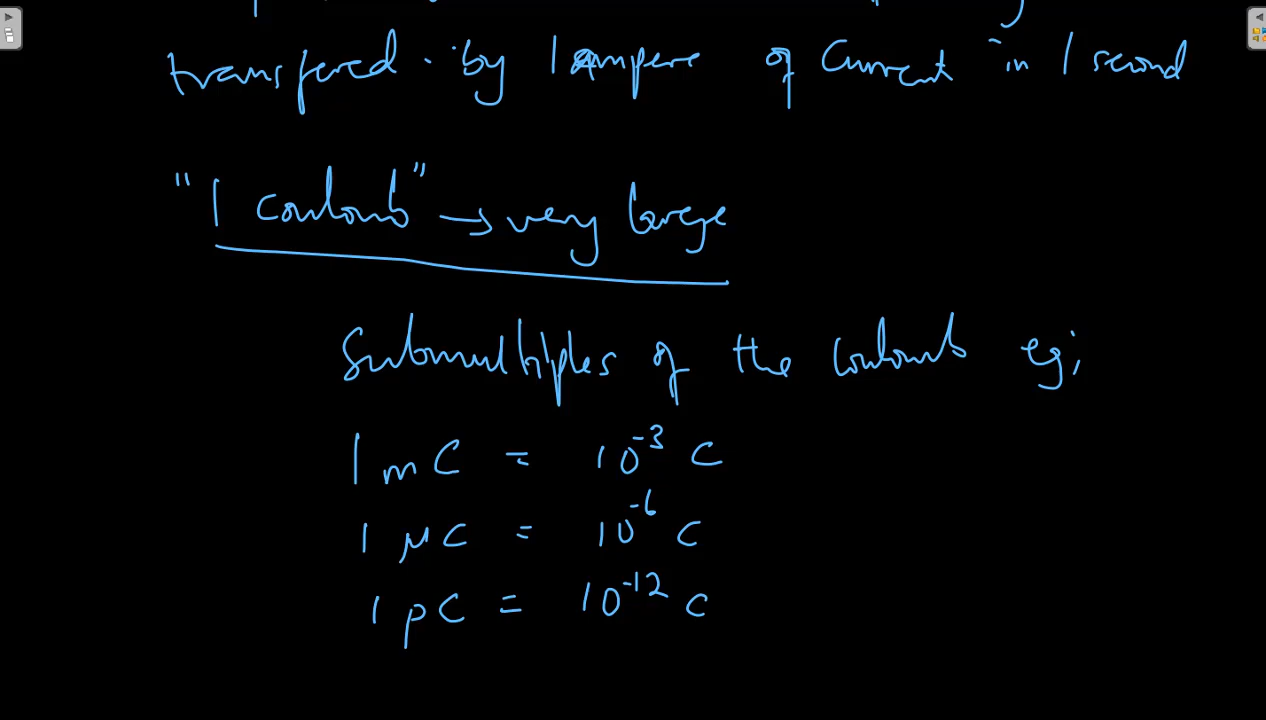 transfered. by 1 ampere of Current in 1 second
"1 coulomb" → very large
Submultiples of the coulomb eg;
1 mC = 10⁻³ C
1 μC = 10⁻⁶ C
1 pC = 10⁻¹² C